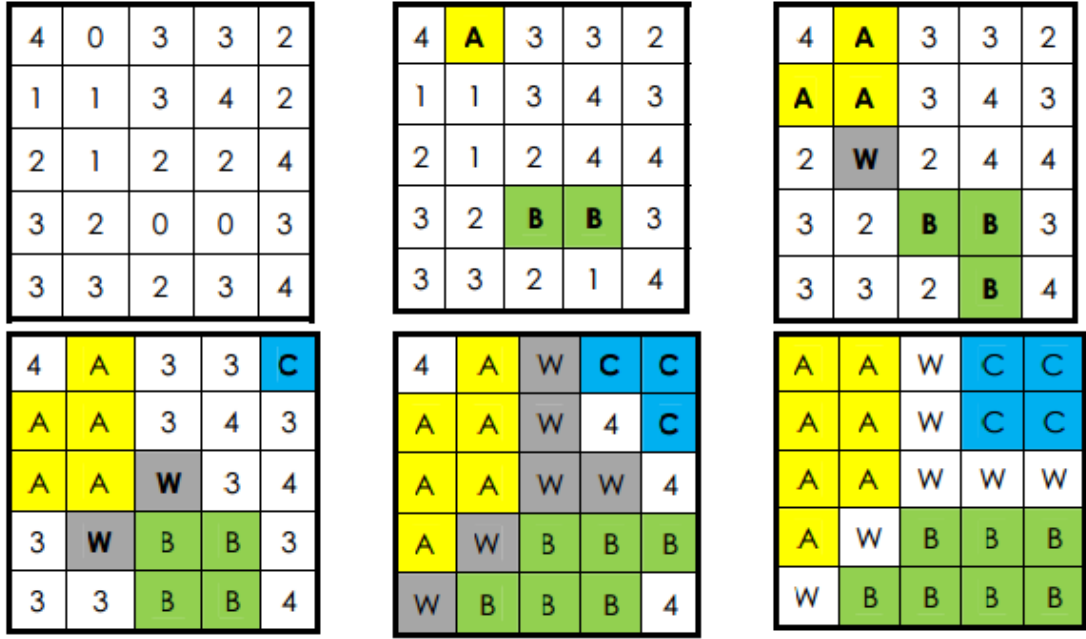 4 0 3 3 2
1 1 3 4 2
2 1 2 2 4
3 2 0 0 3
3 3 2 3 4
4 A 3 3 2
1 1 3 4 3
2 1 2 4 4
3 2 B B 3
3 3 2 1 4
4 A 3 3 2
A A 3 4 3
2 W 2 4 4
3 2 B B 3
3 3 2 B 4
4 A 3 3 C
A A 3 4 3
A A W 3 4
3 W B B 3
3 3 B B 4
4 A W C C
A A W 4 C
A A W W 4
A W B B B
W B B B 4
A A W C C
A A W C C
A A W W W
A W B B B
W B B B B